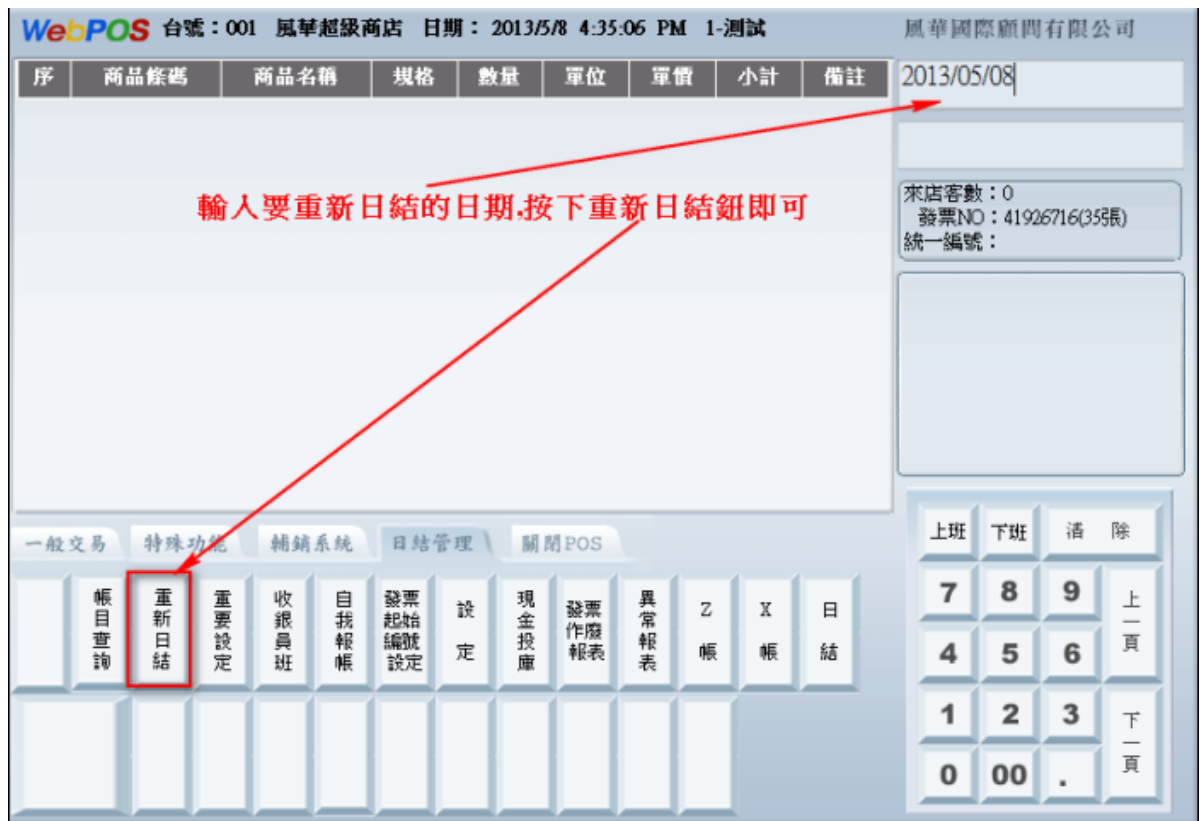 WebPOS 台號：001 風華超級商店 日期： 2013/5/8 4:35:06 PM 1-測試 風華國際顧問有限公司
序 商品條碼 商品名稱 規格 數量 單位 單價 小計 備註
2013/05/08
輸入要重新日結的日期,按下重新日結鈕即可
來店客數：0
發票NO：41926716(35張)
統一編號：
一般交易 特殊功能 輔銷系統 日結管理 關閉POS
帳目查詢
重新日結
重要設定
收銀員班
自我報帳
發票起始編號設定
設定
現金投庫
發票作廢報表
異常報表
Z帳
X帳
日結
上班 下班 清除
7 8 9 上一頁
4 5 6
1 2 3 下一頁
0 00 .